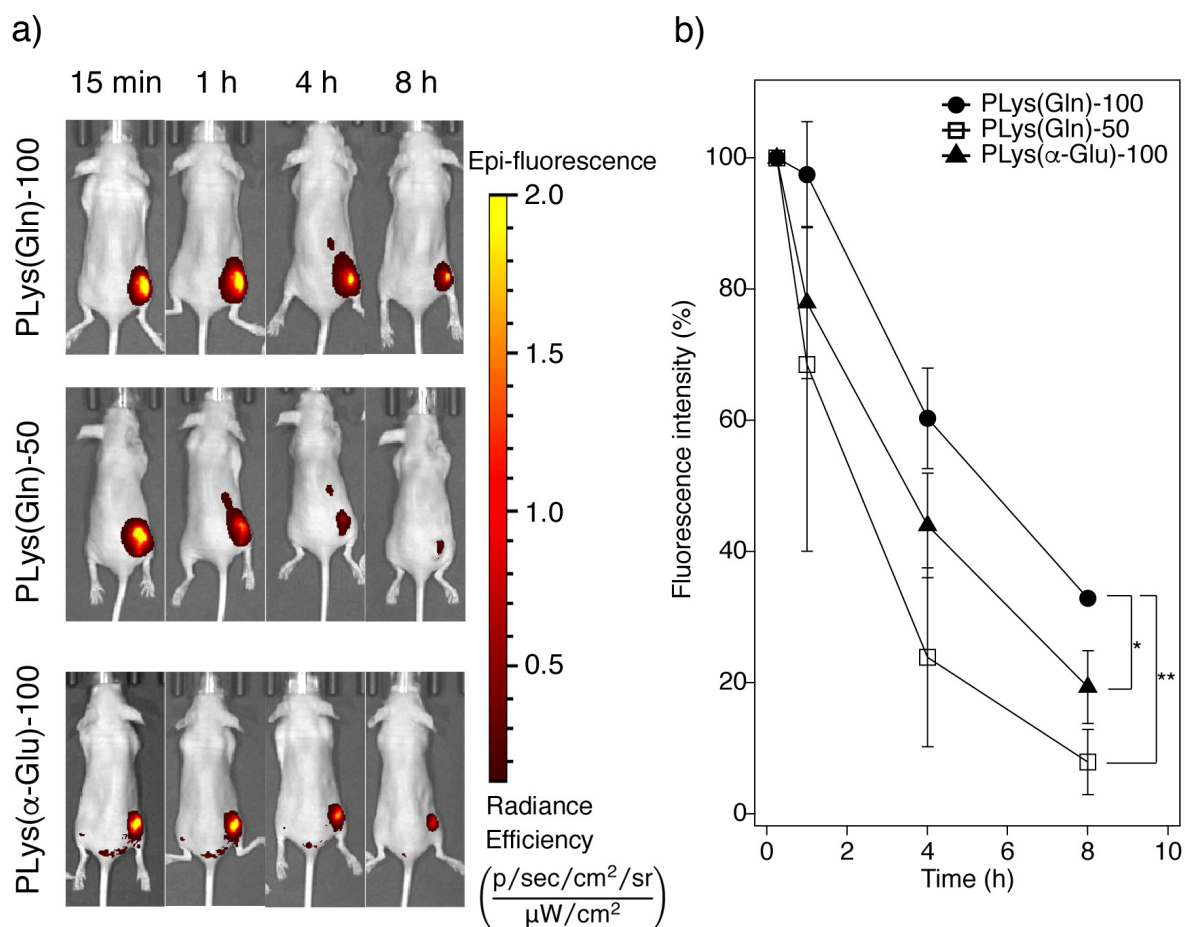 a)
15 min 1 h 4 h 8 h
PLys(Gln)-100
PLys(Gln)-50
PLys(α-Glu)-100
Epi-fluorescence
2.0
1.5
1.0
0.5
Radiance
Efficiency
(p/sec/cm²/sr
μW/cm²)
b)
PLys(Gln)-100
PLys(Gln)-50
PLys(α-Glu)-100
Fluorescence intensity (%)
100
80
60
40
20
0
*
**
0 2 4 6 8 10
Time (h)